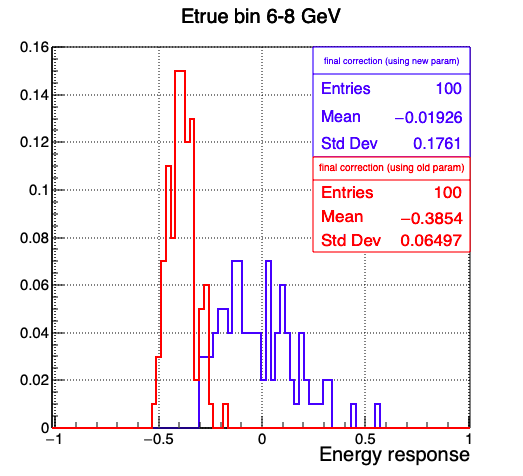 Etrue bin 6-8 GeV
0.16
final correction (using new param)
Entries 100
0.14
Mean −0.01926
0.12
Std Dev 0.1761
final correction (using old param)
0.1
Entries 100
Mean −0.3854
0.08
Std Dev 0.06497
0.06
0.04
0.02
0
−1 −0.5 0 0.5 1
Energy response